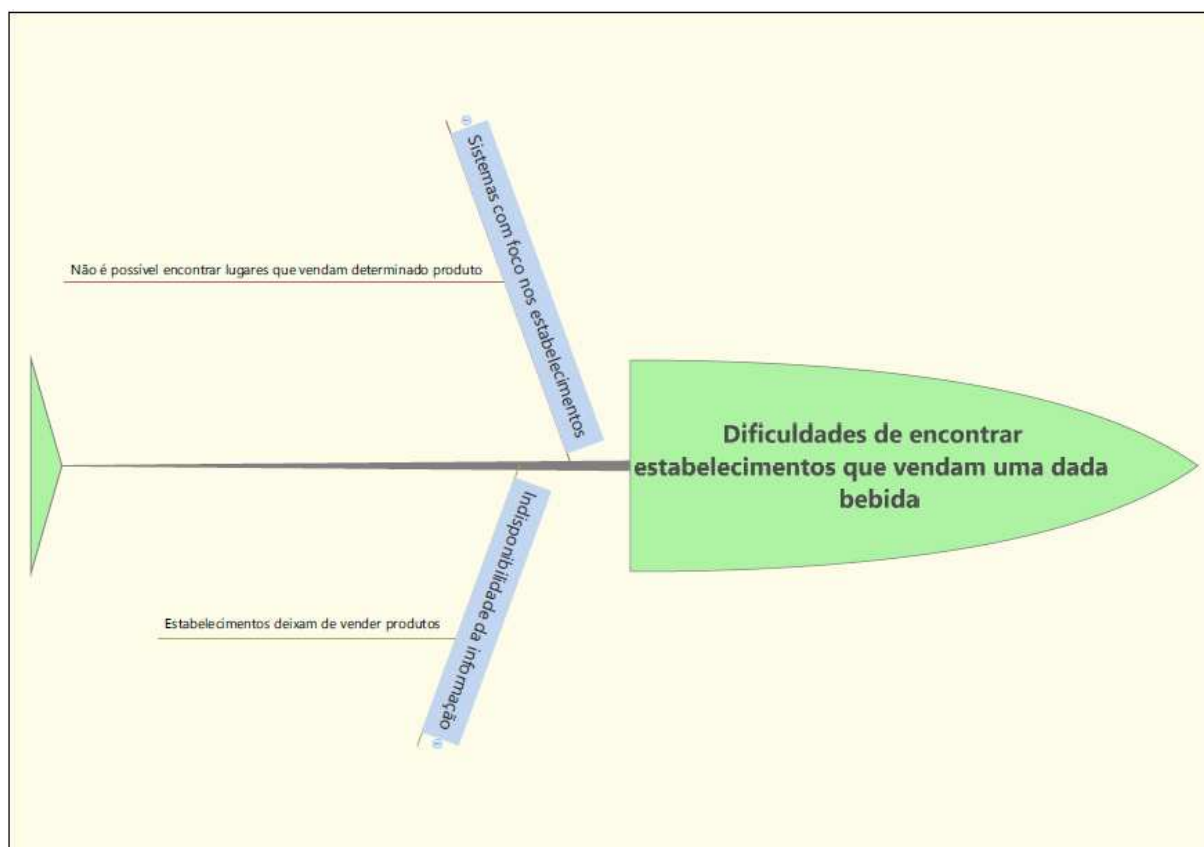 Sistemas com foco nos estabelecimentos
Não é possível encontrar lugares que vendam determinado produto
Dificuldades de encontrar
estabelecimentos que vendam uma dada
bebida
Indisponibilidade da informação
Estabelecimentos deixam de vender produtos